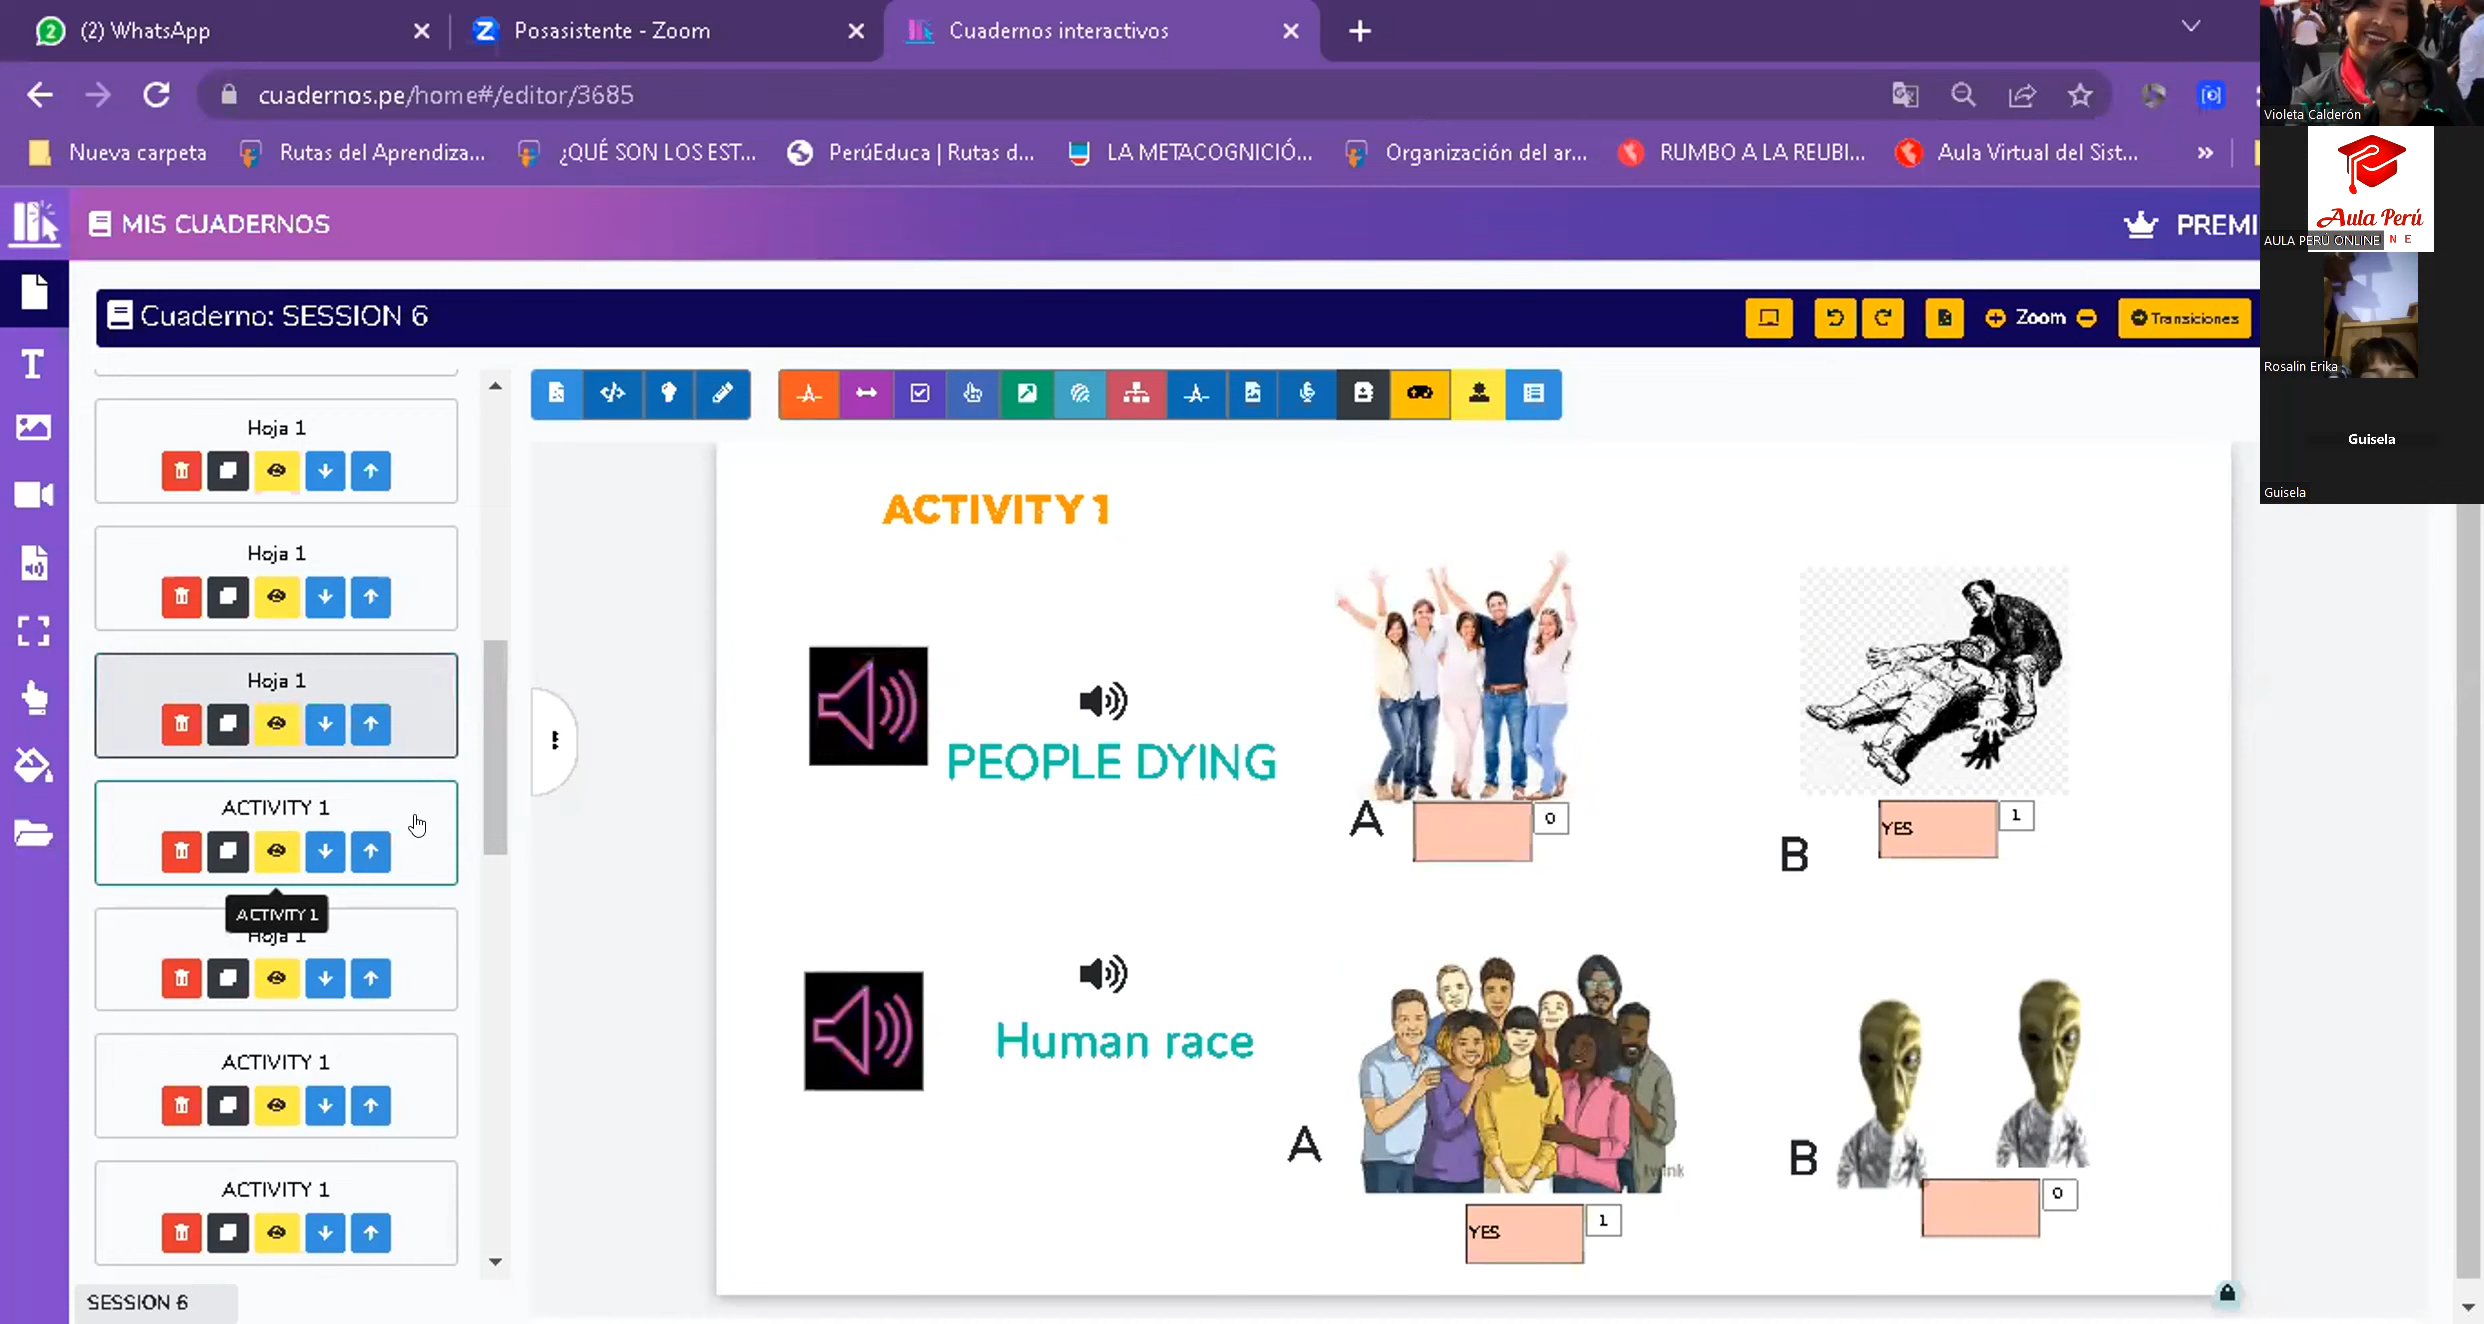 (2) WhatsApp
Posasistente - Zoom
Cuadernos interactivos
cuadernos.pe/home#/editor/3685
Nueva carpeta
Rutas del Aprendiza...
¿QUÉ SON LOS EST...
PerúEduca | Rutas d...
LA METACOGNICIÓ...
Organización del ar...
RUMBO A LA REUBI...
Aula Virtual del Sist...
»
MIS CUADERNOS
PREMI
Cuaderno: SESSION 6
Zoom
Transiciones
Hoja 1
Hoja 1
Hoja 1
ACTIVITY 1
ACTIVITY 1
Hoja 1
ACTIVITY 1
ACTIVITY 1
SESSION 6
ACTIVITY 1
PEOPLE DYING
A
0
B
YES
1
Human race
A
YES
1
B
0
Violeta Calderón
Aula Perú
N E
AULA PERÚ ONLINE
Rosalin Erika
Guisela
Guisela